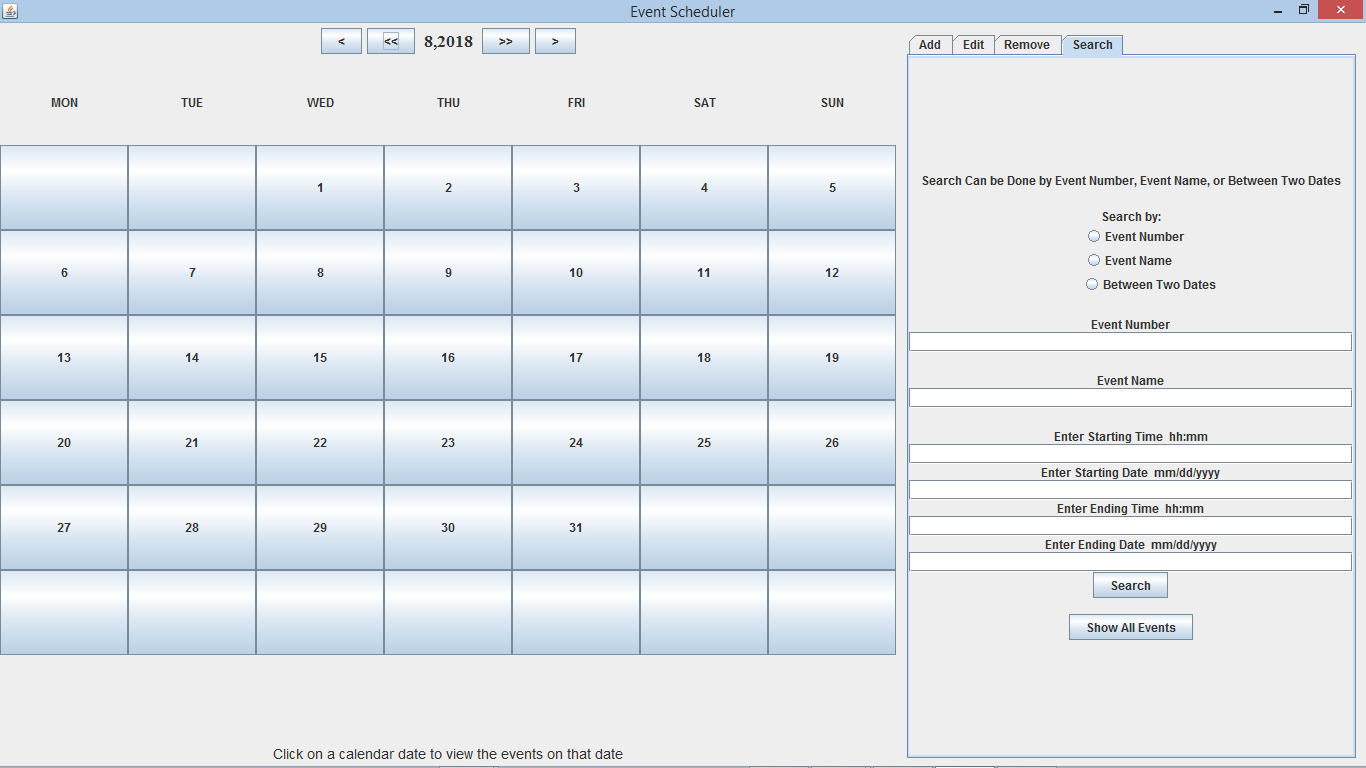 Event Scheduler
< << 8,2018 >> >
MON TUE WED THU FRI SAT SUN
1 2 3 4 5
6 7 8 9 10 11 12
13 14 15 16 17 18 19
20 21 22 23 24 25 26
27 28 29 30 31
Click on a calendar date to view the events on that date
Add Edit Remove Search
Search Can be Done by Event Number, Event Name, or Between Two Dates
Search by:
Event Number
Event Name
Between Two Dates
Event Number
Event Name
Enter Starting Time hh:mm
Enter Starting Date mm/dd/yyyy
Enter Ending Time hh:mm
Enter Ending Date mm/dd/yyyy
Search
Show All Events